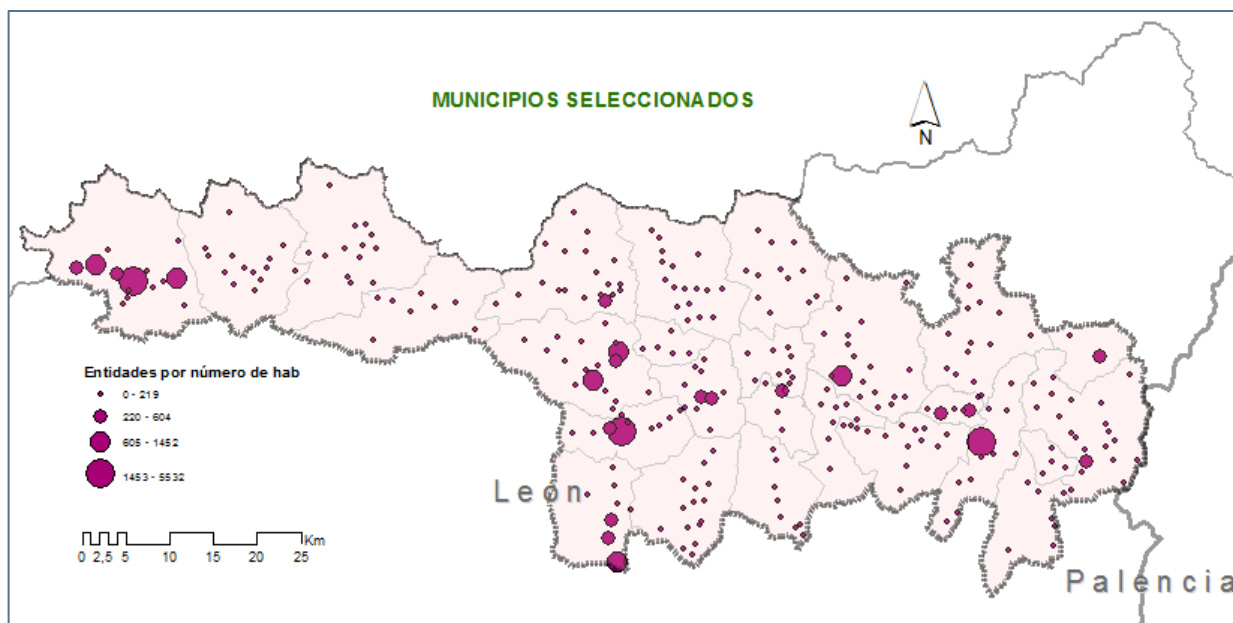 MUNICIPIOS SELECCIONADOS
N
Entidades por número de hab
0 - 219
220 - 604
605 - 1452
1453 - 5532
León
Km
0 2,5 5 10 15 20 25
Palencia